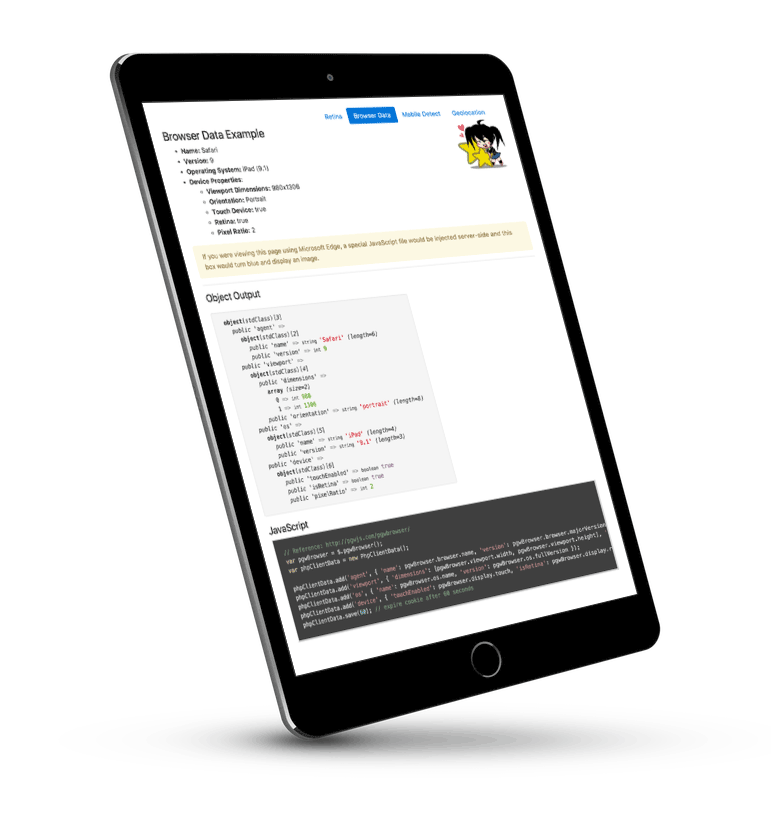 Retina Browser Data Mobile Detect Geolocation
Browser Data Example
Name: Safari
Version: 9
Operating System: iPad (9.1)
Device Properties:
Viewport Dimensions: 980x1306
Orientation: Portrait
Touch Device: true
Retina: true
Pixel Ratio: 2
If you were viewing this page using Microsoft Edge, a special JavaScript file would be injected server-side and this
box would turn blue and display an image.
Object Output
object(stdClass)[3]
public 'agent' =>
object(stdClass)[2]
public 'name' => string 'Safari' (length=6)
public 'version' => int 9
public 'viewport' =>
object(stdClass)[4]
public 'dimensions' =>
array (size=2)
0 => int 980
1 => int 1306
public 'orientation' => string 'portrait' (length=8)
public 'os' =>
object(stdClass)[5]
public 'name' => string 'iPad' (length=4)
public 'version' => string '9.1' (length=3)
public 'device' =>
object(stdClass)[6]
public 'touchEnabled' => boolean true
public 'isRetina' => boolean true
public 'pixelRatio' => int 2
JavaScript
// Reference: http://pgwjs.com/pgwbrowser/
var pgwBrowser = $.pgwBrowser();
var phpClientData = new PhpClientData();
phpClientData.add('agent', { 'name': pgwBrowser.browser.name, 'version': pgwBrowser.browser.majorVersion
phpClientData.add('viewport', { 'dimensions': [pgwBrowser.viewport.width, pgwBrowser.viewport.height],
phpClientData.add('os', { 'name': pgwBrowser.os.name, 'version': pgwBrowser.os.fullVersion });
phpClientData.add('device', { 'touchEnabled': pgwBrowser.display.touch, 'isRetina': pgwBrowser.display.r
phpClientData.save(60); // expire cookie after 60 seconds